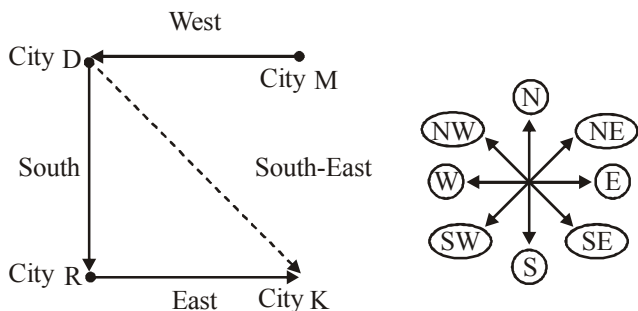 West
City D
City M
South
South-East
City R
East
City K
N
NW
NE
W
E
SW
SE
S